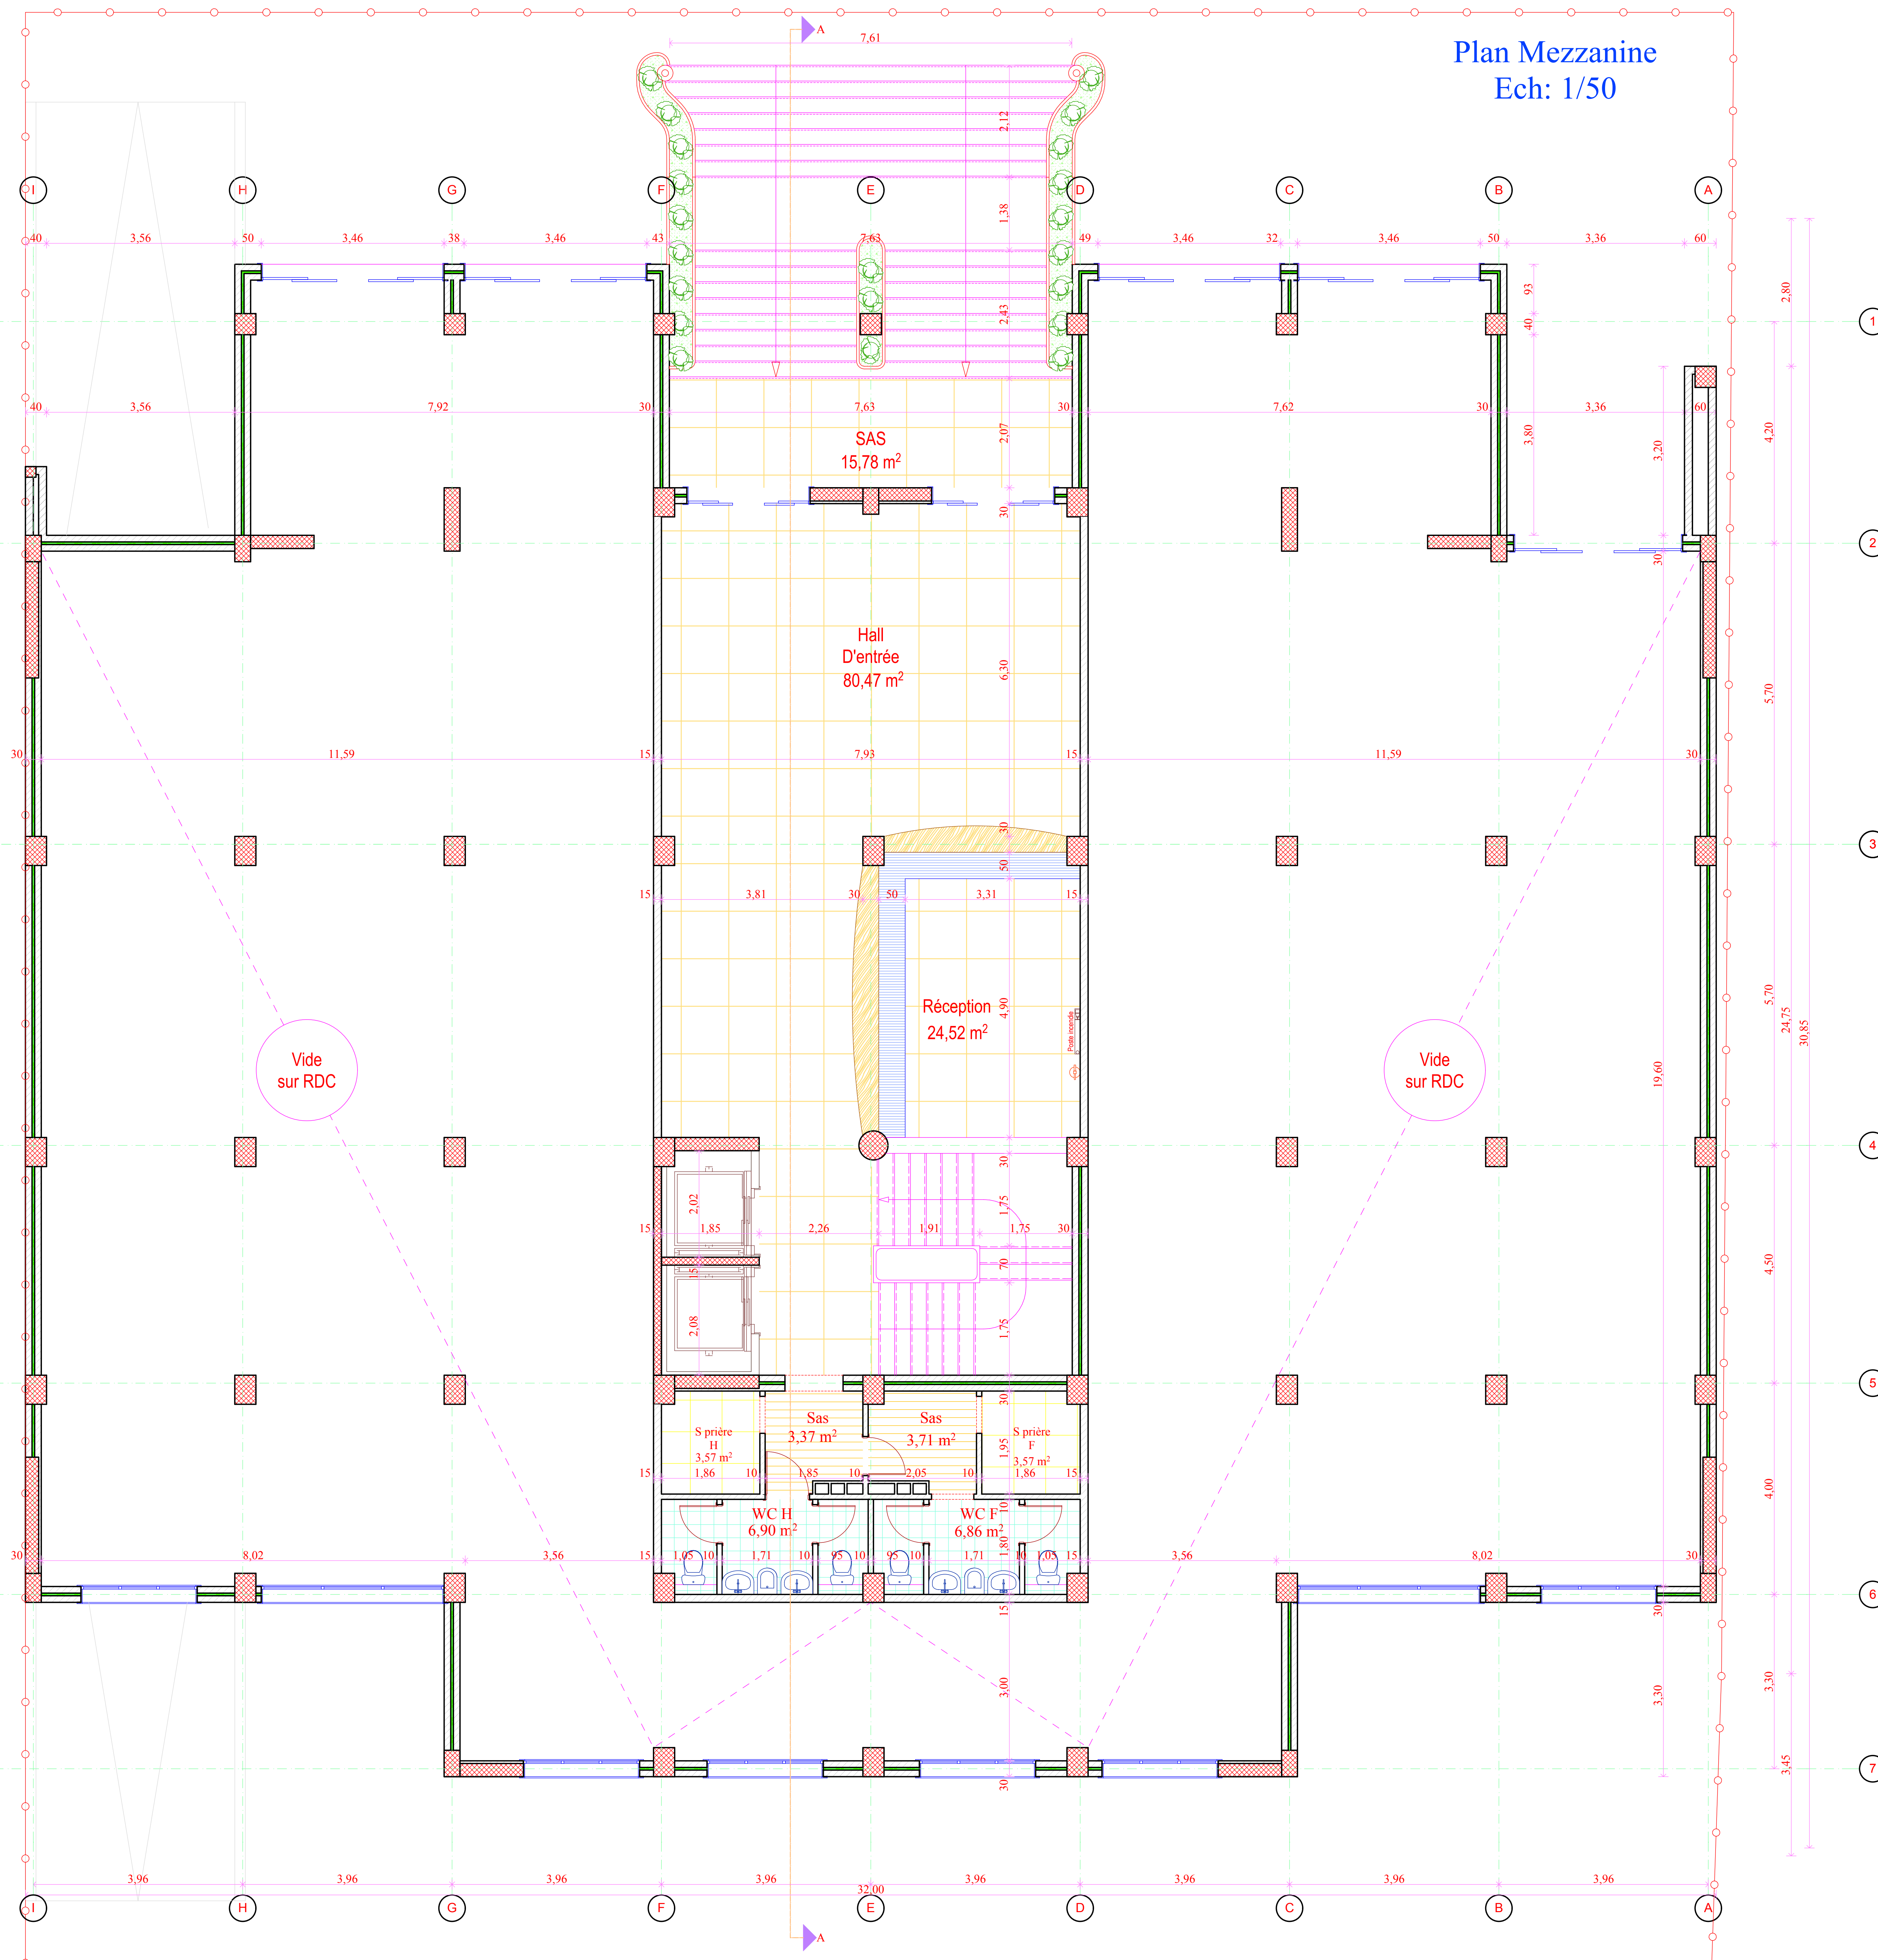 A
7,61
Plan Mezzanine
Ech: 1/50
2,12
I
H
G
F
E
D
C
B
A
1,38
40
3,56
50
3,46
38
3,46
43
7,63
49
3,46
32
3,46
50
3,36
60
93
2,80
2,43
40
1
40
3,56
7,92
30
7,63
30
7,62
30
3,36
60
SAS
15,78 m²
2,07
3,80
3,20
4,20
30
30
2
Hall
D'entrée
80,47 m²
6,30
5,70
30
11,59
15
7,93
15
11,59
30
30
3
50
15
3,81
30
50
3,31
15
Réception
24,52 m²
4,90
Poste incendie
5,70
24,75
30,85
Vide
sur RDC
Vide
sur RDC
19,60
4
30
2,02
1,75
15
1,85
2,26
1,91
1,75
30
15
70
4,50
2,08
1,75
5
30
S prière
H
3,57 m²
Sas
3,37 m²
Sas
3,71 m²
S prière
F
3,57 m²
1,95
15
1,86
10
1,85
10
2,05
10
1,86
15
4,00
10
WC H
6,90 m²
WC F
6,86 m²
1,80
30
8,02
3,56
15
1,05
10
1,71
10
95
10
95
10
1,71
10
1,05
15
3,56
8,02
30
6
15
30
3,00
3,30
3,30
3,45
30
7
3,96
3,96
3,96
3,96
3,96
3,96
3,96
3,96
32,00
I
H
G
F
E
D
C
B
A
A